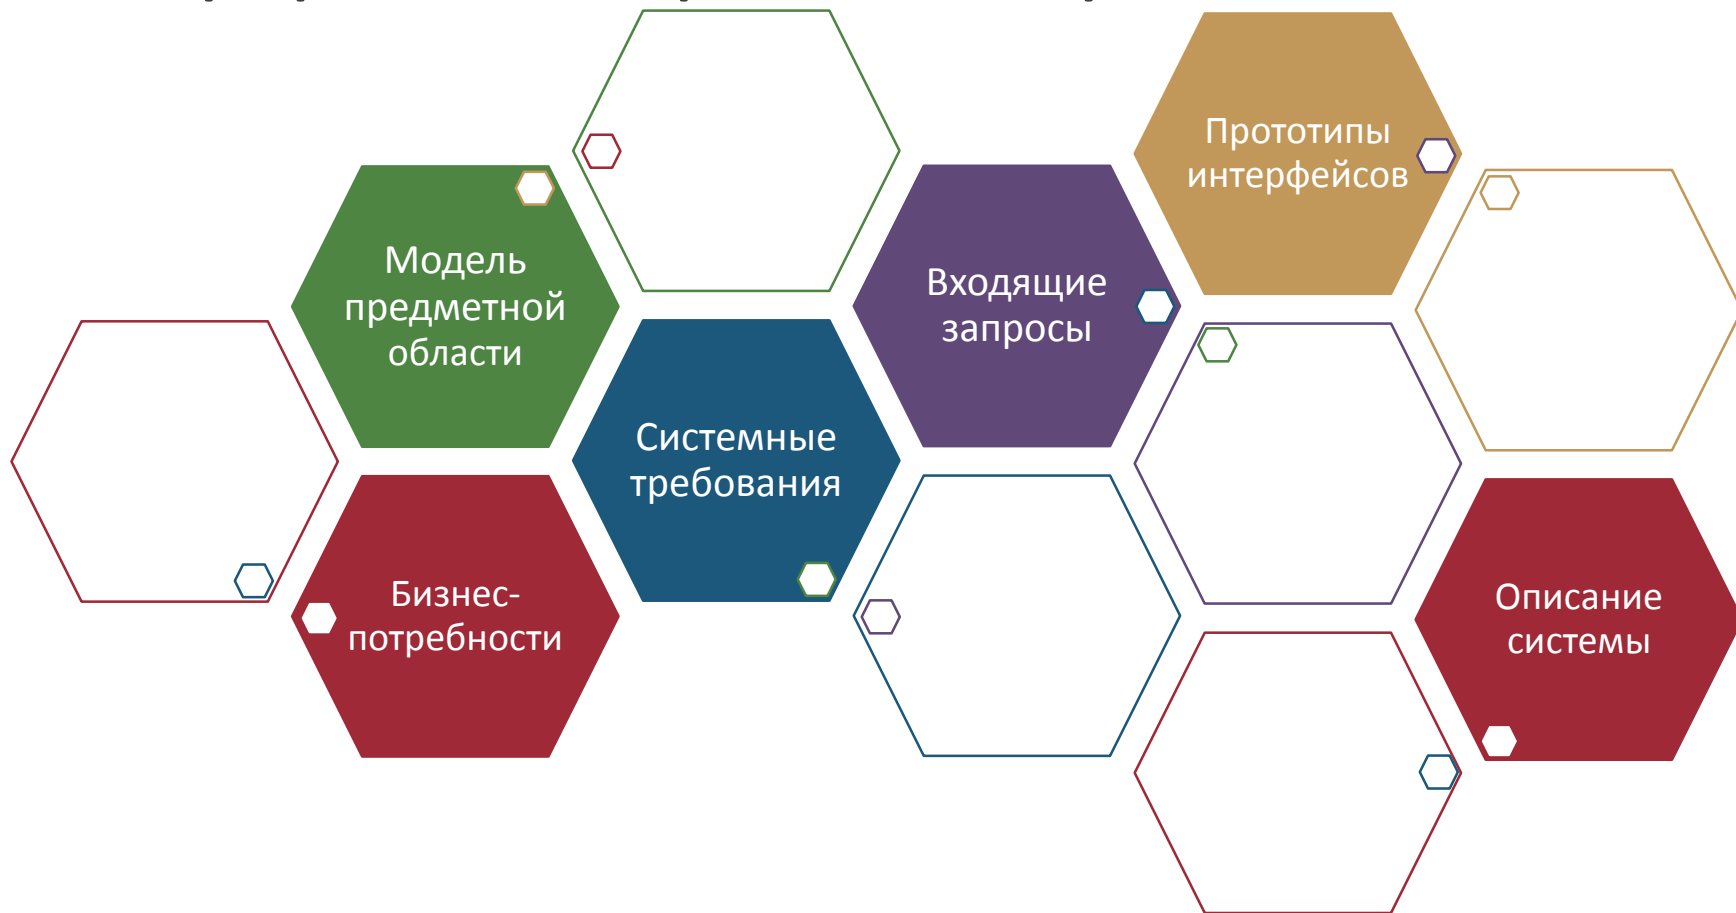 Прототипы
интерфейсов
Модель
предметной
области
Входящие
запросы
Системные
требования
Бизнес-
потребности
Описание
системы